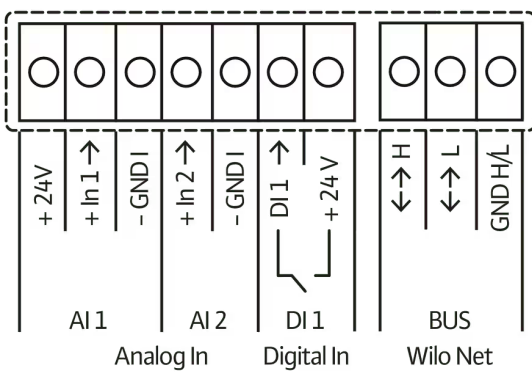 + 24V
+ In 1 →
- GND I
+ In 2 →
- GND I
DI 1 →
+ 24 V
↔ H
↔ L
GND H/L
AI 1 AI 2 DI 1 BUS
Analog In Digital In Wilo Net